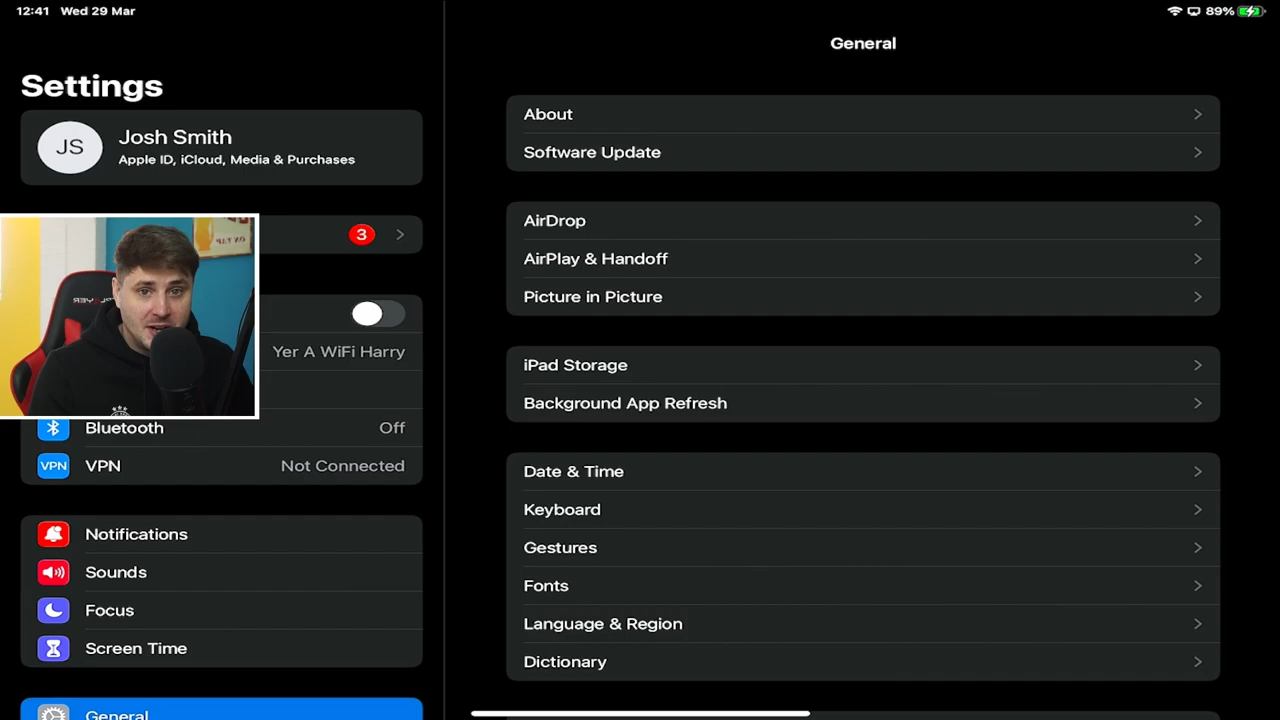 12:41 Wed 29 Mar
89%
Settings
JS
Josh Smith
Apple ID, iCloud, Media & Purchases
3
Yer A WiFi Harry
Bluetooth
Off
VPN
VPN
Not Connected
Notifications
Sounds
Focus
Screen Time
General
General
About
Software Update
AirDrop
AirPlay & Handoff
Picture in Picture
iPad Storage
Background App Refresh
Date & Time
Keyboard
Gestures
Fonts
Language & Region
Dictionary